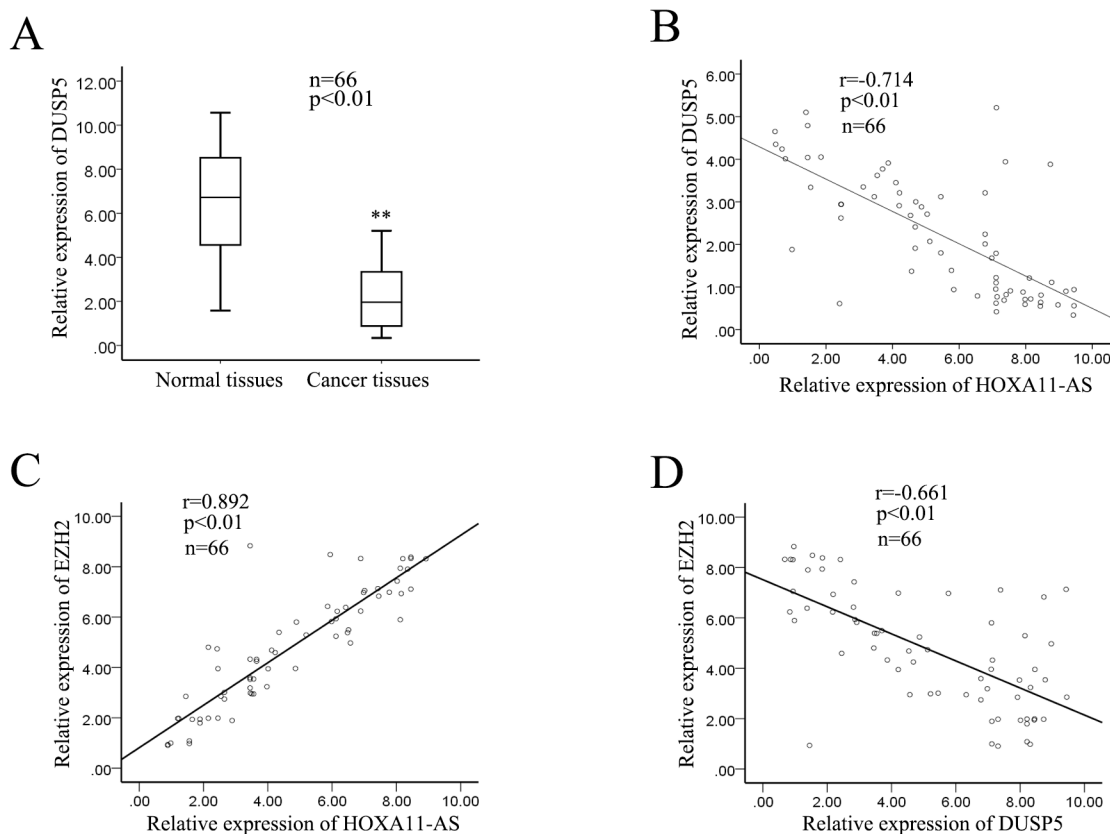 A
Relative expression of DUSP5
12.00
10.00
8.00
6.00
4.00
2.00
.00
n=66
p<0.01
**
Normal tissues
Cancer tissues
B
Relative expression of DUSP5
6.00
5.00
4.00
3.00
2.00
1.00
.00
r=-0.714
p<0.01
n=66
.00 2.00 4.00 6.00 8.00 10.00
Relative expression of HOXA11-AS
C
Relative expression of EZH2
10.00
8.00
6.00
4.00
2.00
.00
r=0.892
p<0.01
n=66
.00 2.00 4.00 6.00 8.00 10.00
Relative expression of HOXA11-AS
D
Relative expression of EZH2
10.00
8.00
6.00
4.00
2.00
.00
r=-0.661
p<0.01
n=66
.00 2.00 4.00 6.00 8.00 10.00
Relative expression of DUSP5